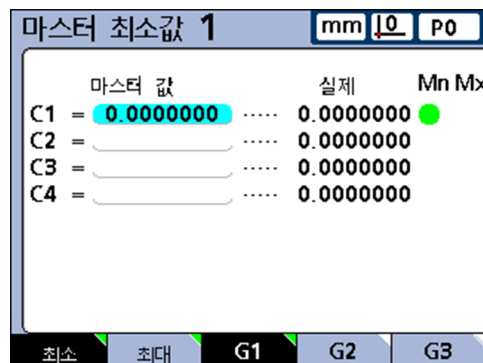 마스터 최소값 1 mm 0 P0
마스터 값 실제 Mn Mx
C1 = 0.0000000 ..... 0.0000000
C2 = ..... 0.0000000
C3 = ..... 0.0000000
C4 = ..... 0.0000000
최소 최대 G1 G2 G3